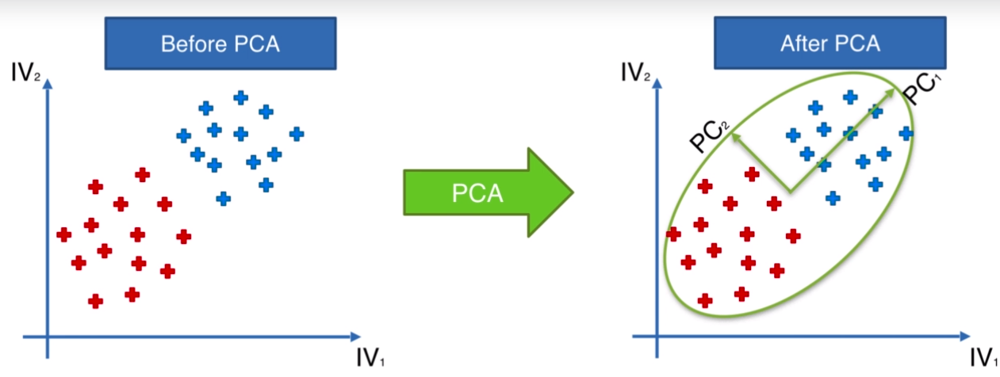 Before PCA
IV₂
IV₁
PCA
After PCA
IV₂
PC₂
PC₁
IV₁